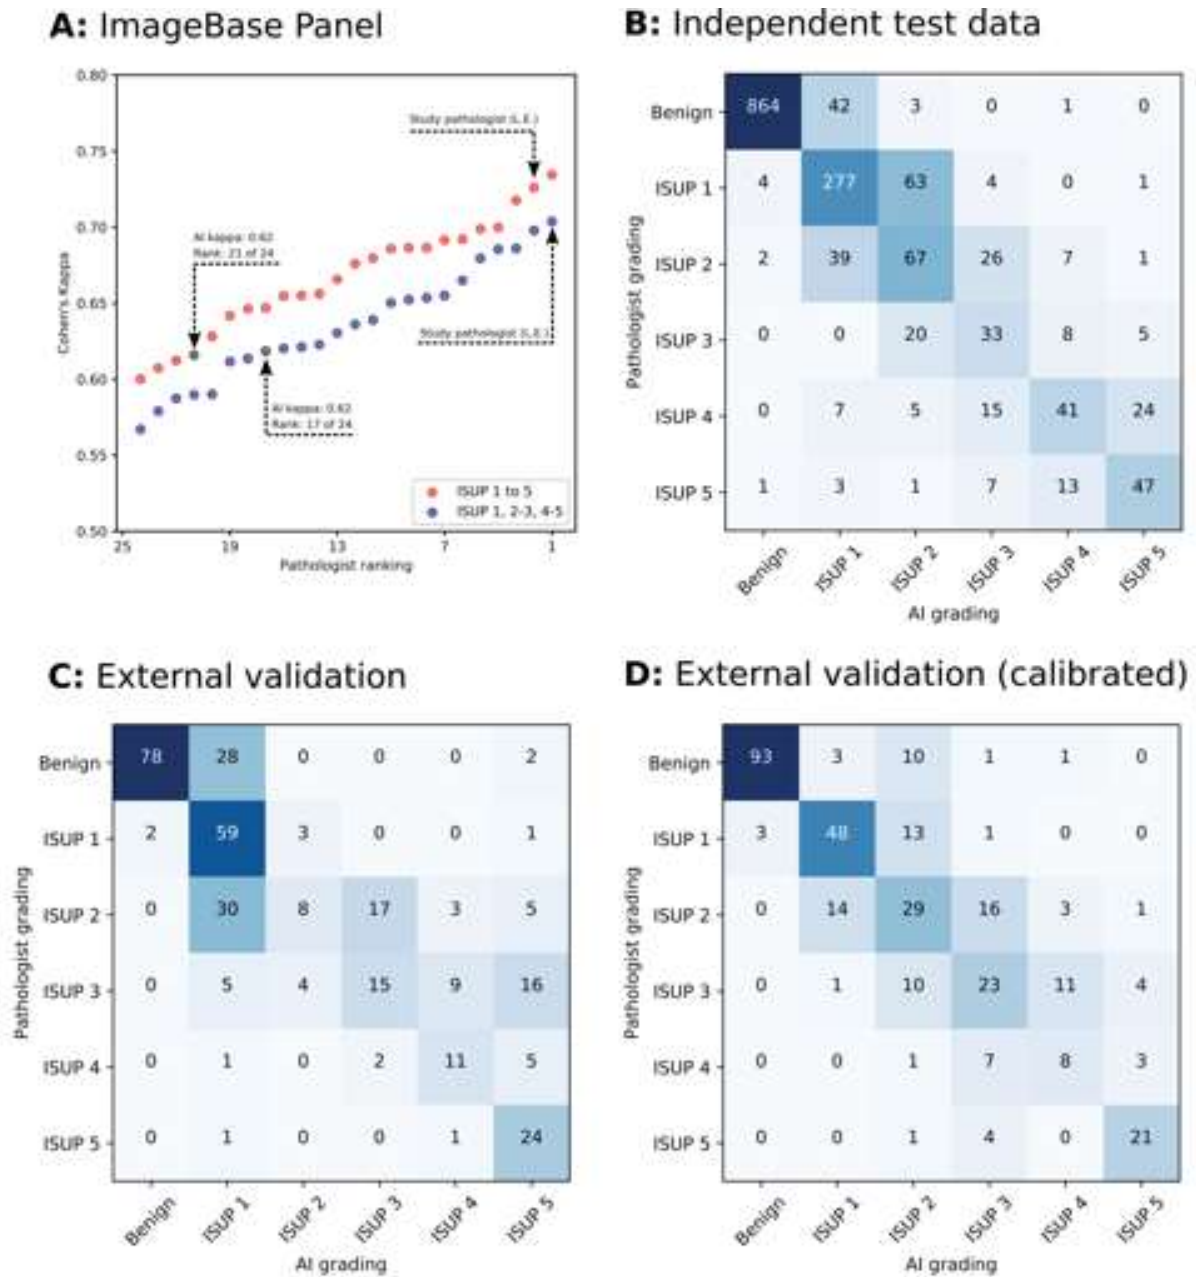 A: ImageBase Panel
Cohen's Kappa
0.80
0.75
0.70
0.65
0.60
0.55
0.50
Study pathologist (L.E.)
AI kappa: 0.62
Rank: 21 of 24
Study pathologist (L.E.)
AI kappa: 0.62
Rank: 17 of 24
ISUP 1 to 5
ISUP 1, 2-3, 4-5
25 19 13 7 1
Pathologist ranking
B: Independent test data
Pathologist grading
Benign 864 42 3 0 1 0
ISUP 1 4 277 63 4 0 1
ISUP 2 2 39 67 26 7 1
ISUP 3 0 0 20 33 8 5
ISUP 4 0 7 5 15 41 24
ISUP 5 1 3 1 7 13 47
Benign ISUP 1 ISUP 2 ISUP 3 ISUP 4 ISUP 5
AI grading
C: External validation
Pathologist grading
Benign 78 28 0 0 0 2
ISUP 1 2 59 3 0 0 1
ISUP 2 0 30 8 17 3 5
ISUP 3 0 5 4 15 9 16
ISUP 4 0 1 0 2 11 5
ISUP 5 0 1 0 0 1 24
Benign ISUP 1 ISUP 2 ISUP 3 ISUP 4 ISUP 5
AI grading
D: External validation (calibrated)
Pathologist grading
Benign 93 3 10 1 1 0
ISUP 1 3 48 13 1 0 0
ISUP 2 0 14 29 16 3 1
ISUP 3 0 1 10 23 11 4
ISUP 4 0 0 1 7 8 3
ISUP 5 0 0 1 4 0 21
Benign ISUP 1 ISUP 2 ISUP 3 ISUP 4 ISUP 5
AI grading